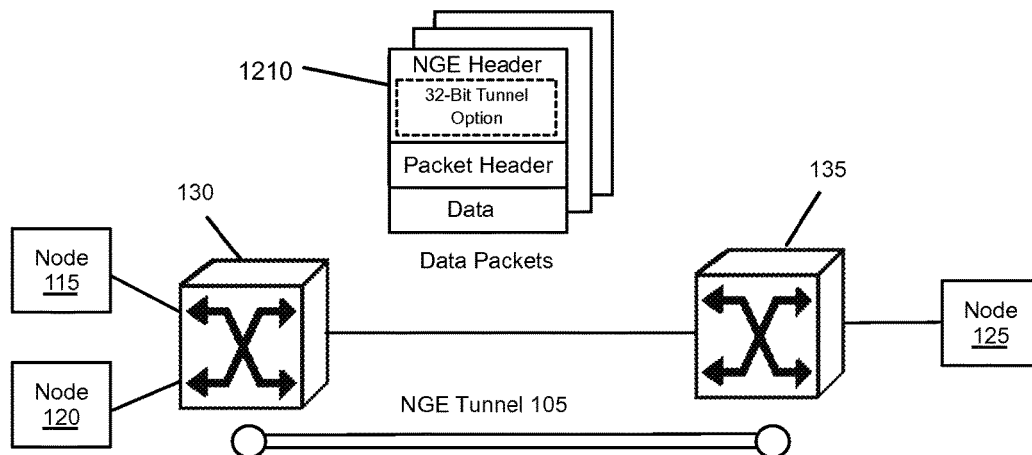 NGE Header
1210
32-Bit Tunnel
Option
Packet Header
Data
130
135
Data Packets
Node
115
Node
125
Node
120
NGE Tunnel 105